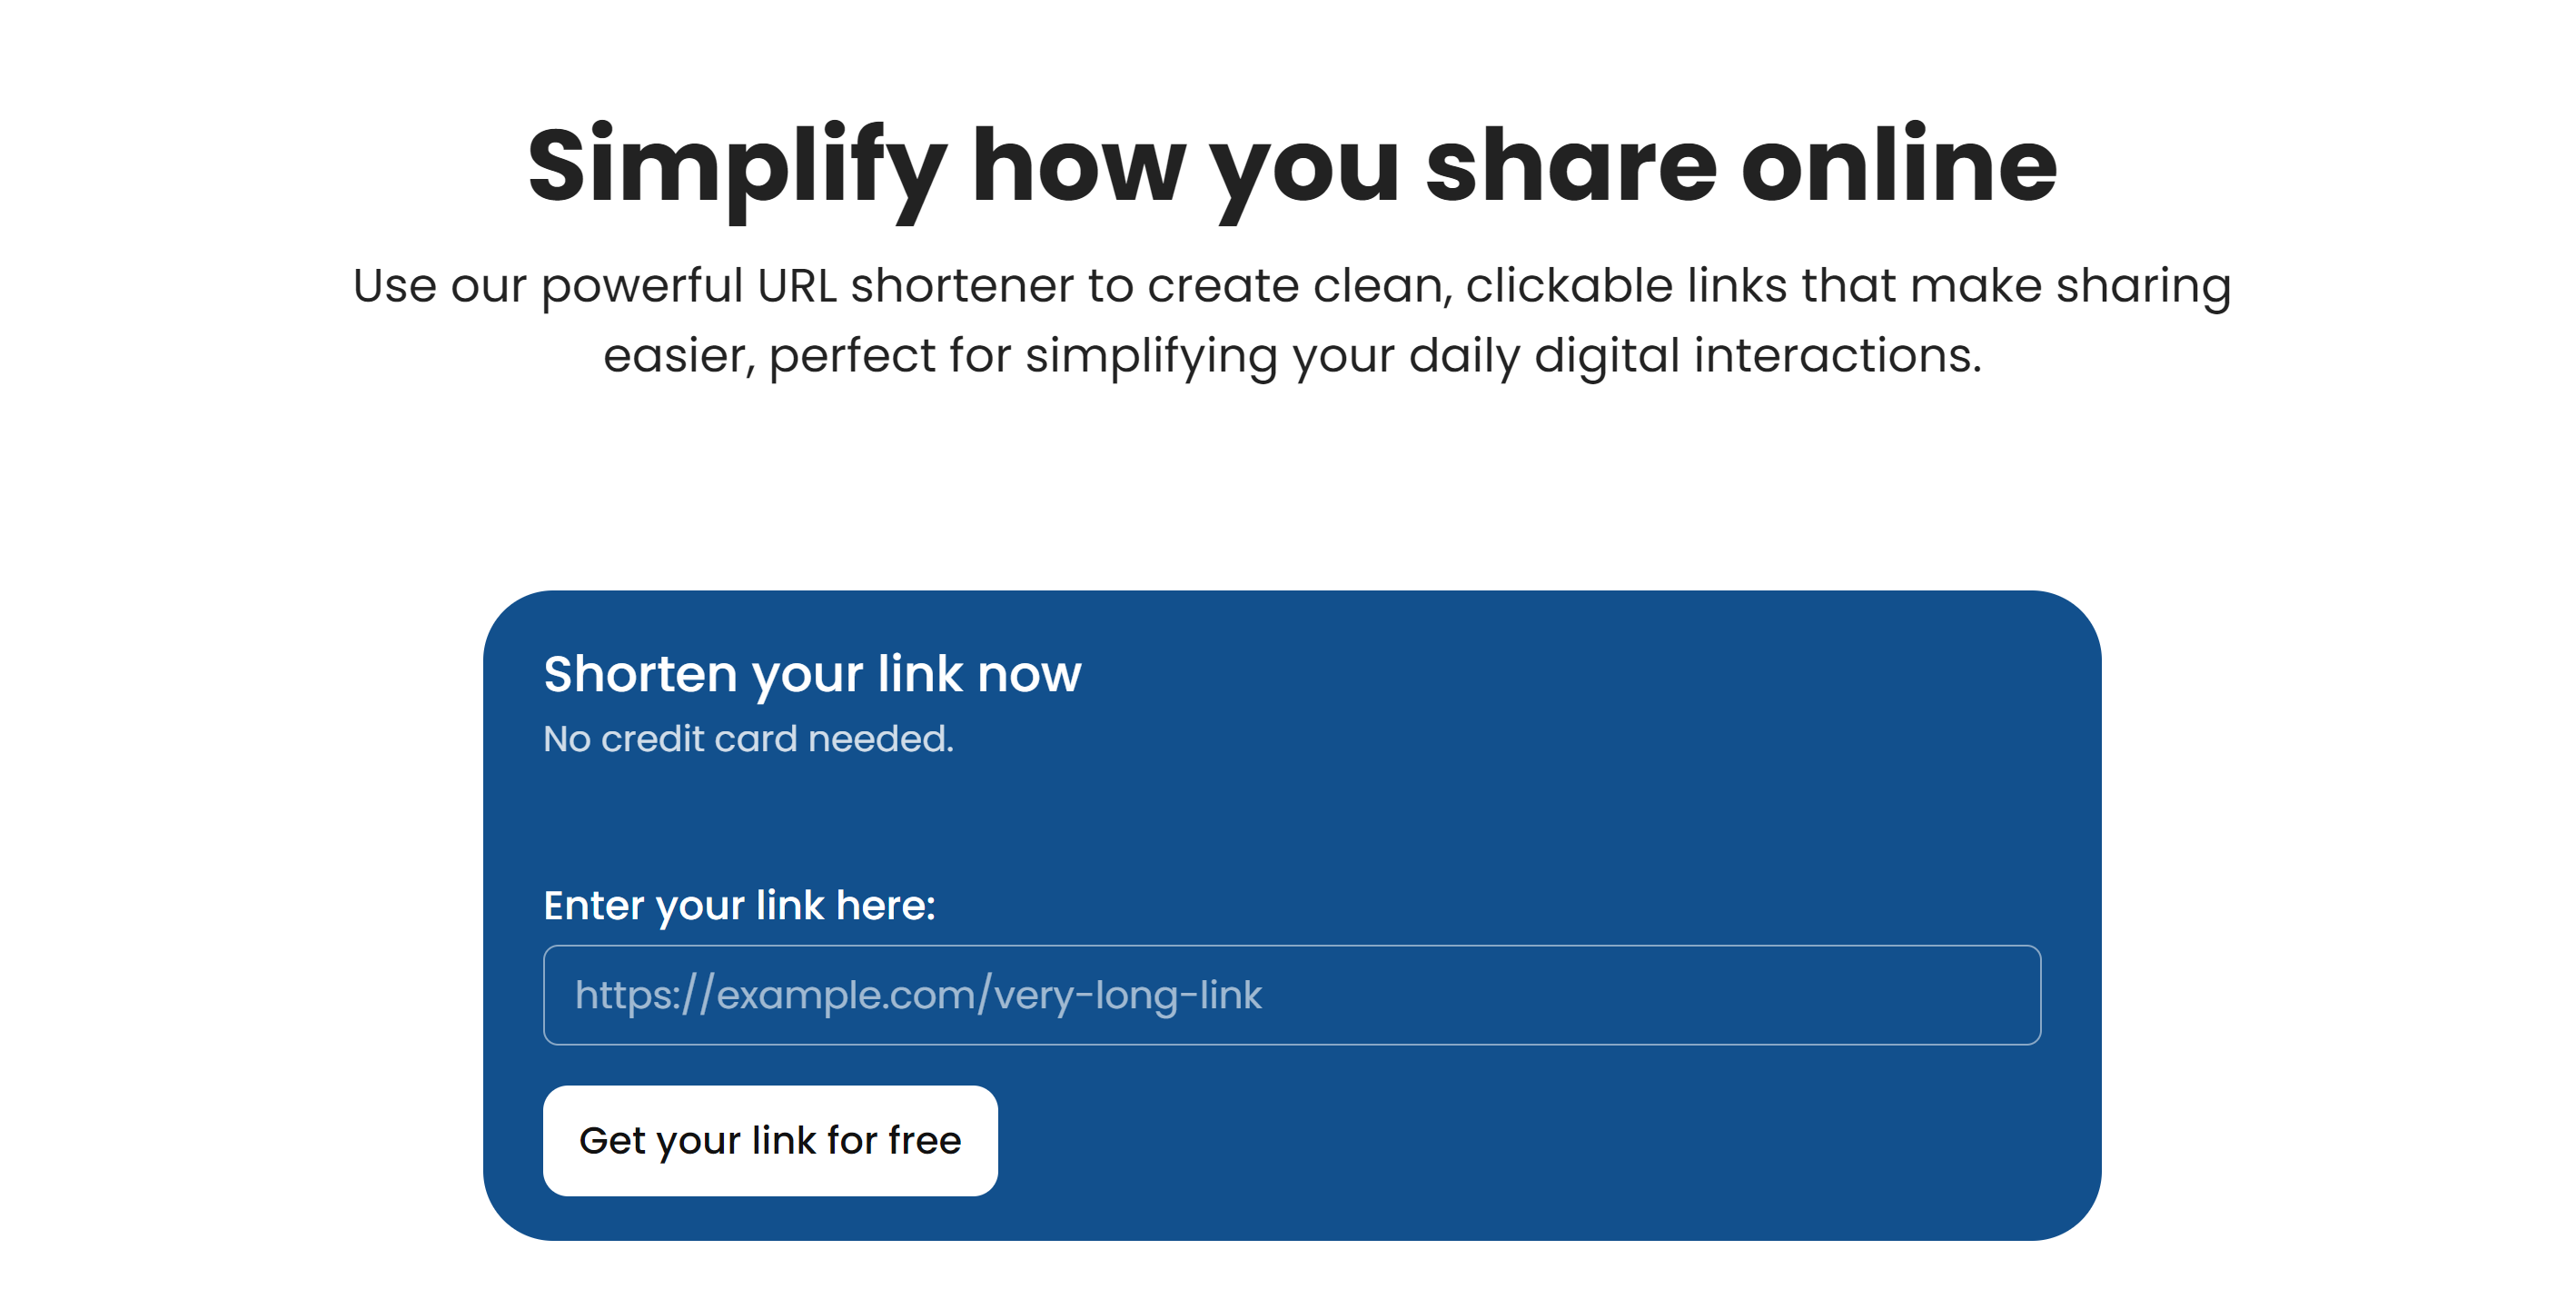 Simplify how you share online
Use our powerful URL shortener to create clean, clickable links that make sharing
easier, perfect for simplifying your daily digital interactions.
Shorten your link now
No credit card needed.
Enter your link here:
https://example.com/very-long-link
Get your link for free